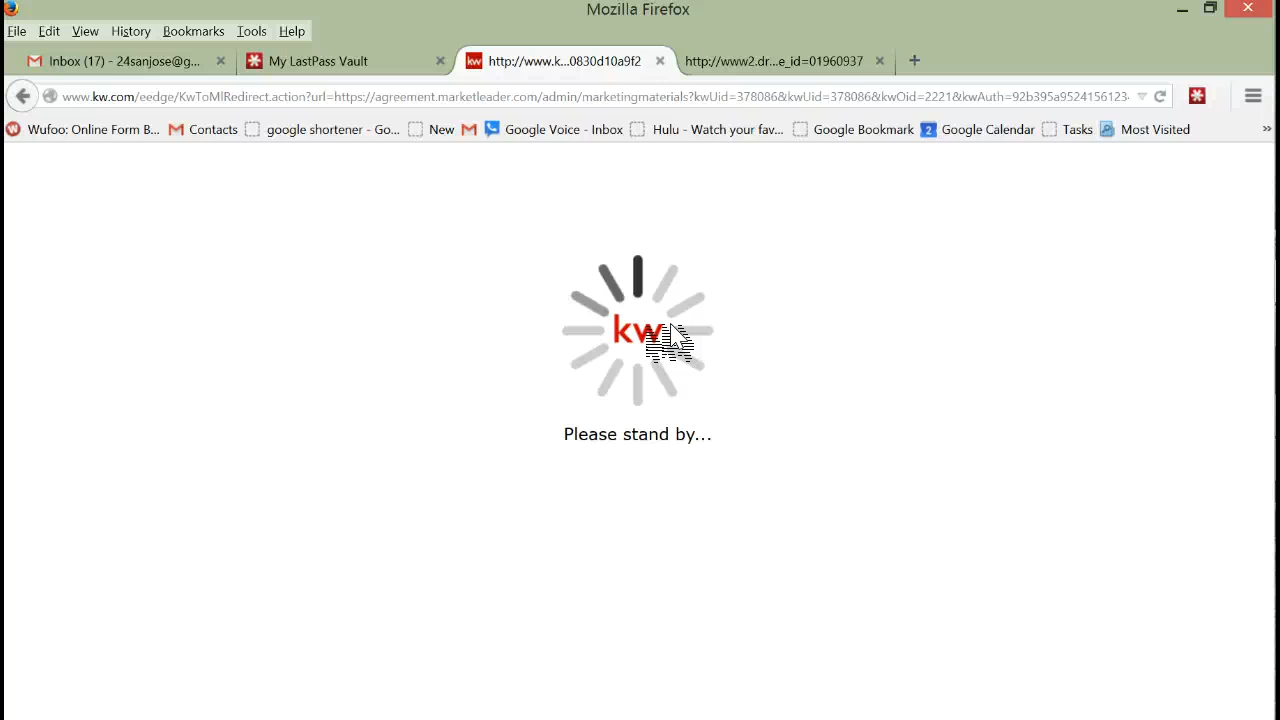 Mozilla Firefox
File Edit View History Bookmarks Tools Help
Inbox (17) - 24sanjose@g... My LastPass Vault http://www.k...0830d10a9f2 http://www2.dr...e_id=01960937
www.kw.com/eedge/KwToMlRedirect.action?url=https://agreement.marketleader.com/admin/marketingmaterials?kwUid=378086&kwUid=378086&kwOid=2221&kwAuth=92b395a9524156123
Wufoo: Online Form B... Contacts google shortener - Go... New Google Voice - Inbox Hulu - Watch your fav... Google Bookmark 2 Google Calendar Tasks Most Visited
kw
Please stand by...